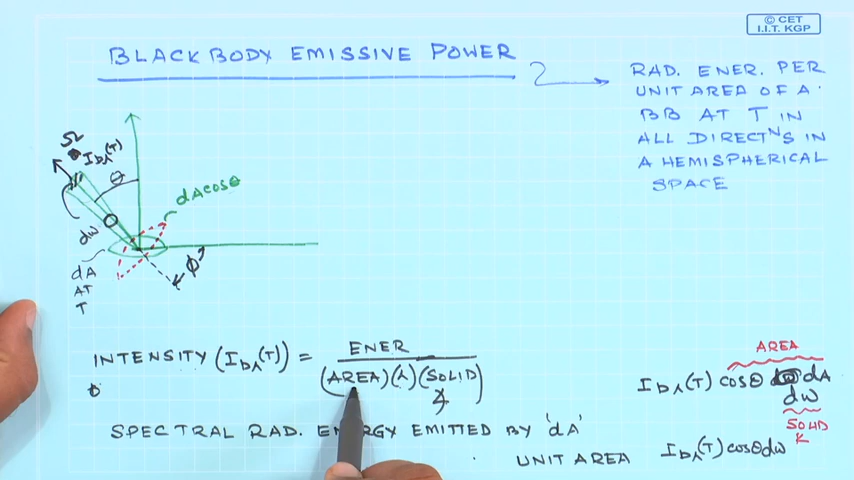 © CET
I.I.T. KGP
BLACKBODY EMISSIVE POWER
RAD. ENER. PER
UNIT AREA OF A
BB AT T IN
ALL DIRECTNS IN
A HEMISPHERICAL
SPACE
Ω
Ibλ(T)
θ
dAcosθ
dω
dA
AT
T
φ
INTENSITY (Ibλ(T)) = ENER
(AREA)(λ)(SOLID
AREA
Ibλ(T) cosθ dA
dω
SOLID
SPECTRAL RAD. ENERGY EMITTED BY 'dA'
UNIT AREA Ibλ(T) cosθdω